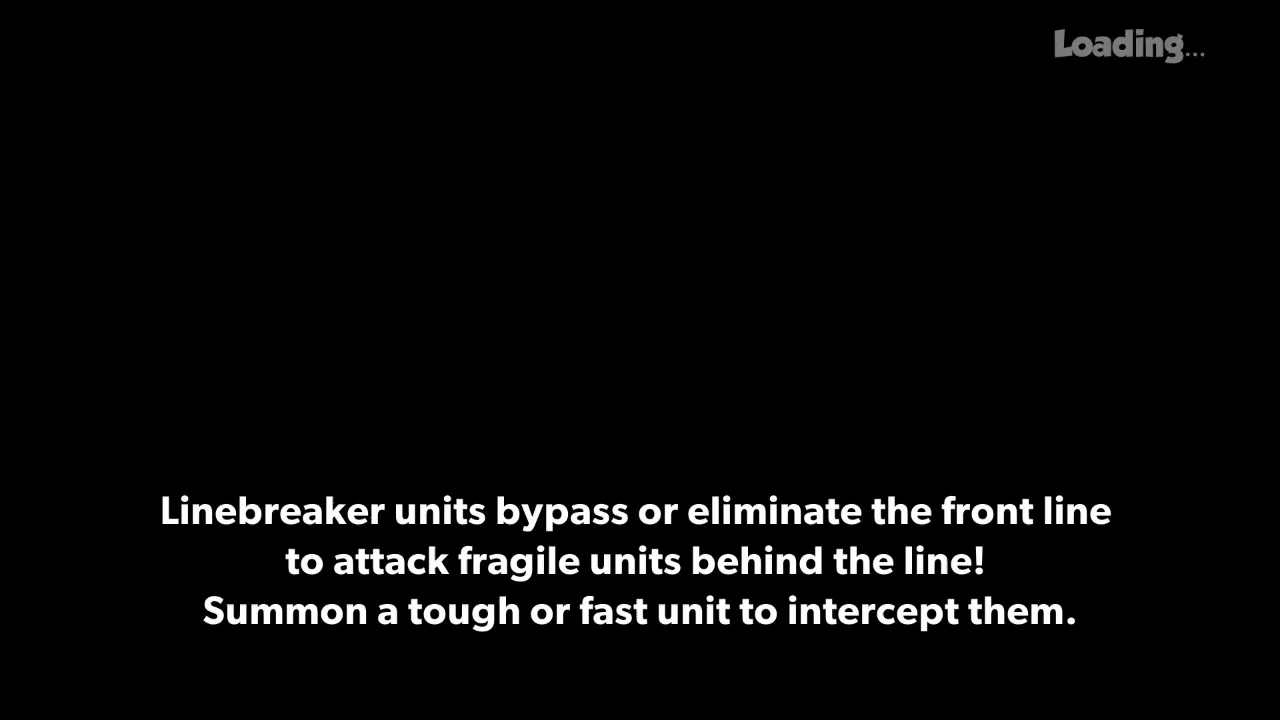 Loading...
Linebreaker units bypass or eliminate the front line
to attack fragile units behind the line!
Summon a tough or fast unit to intercept them.